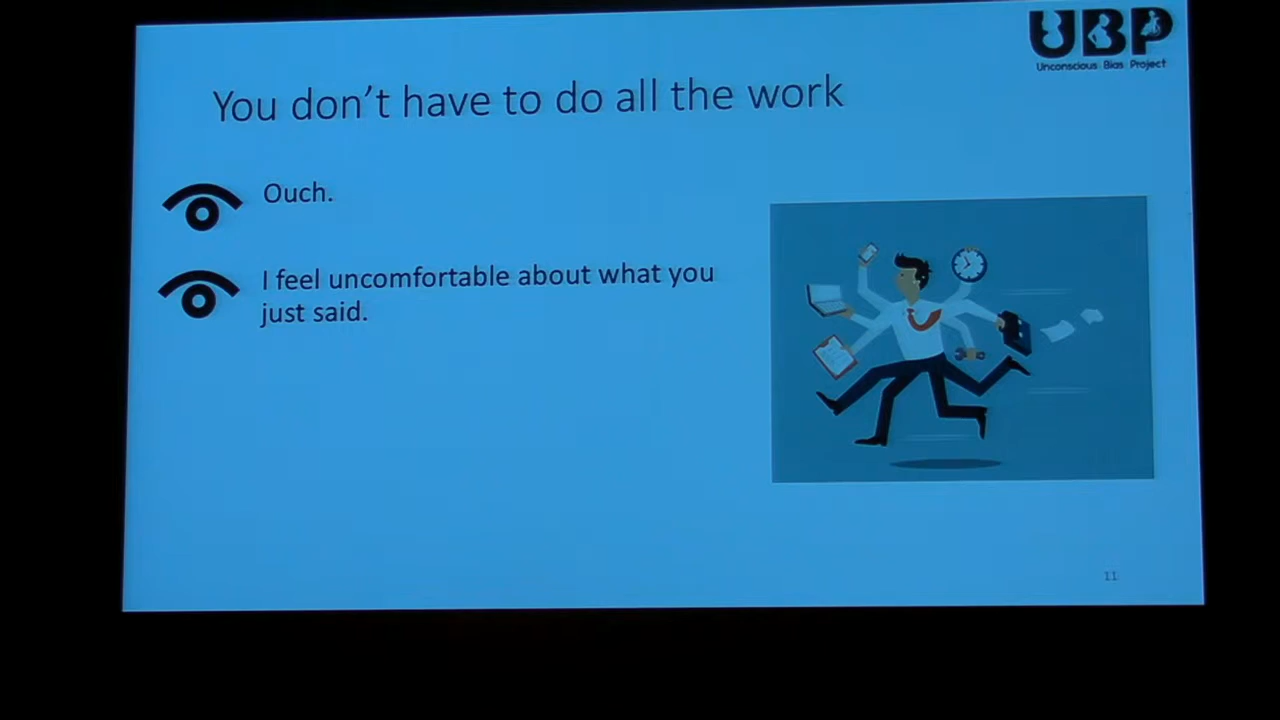 UBP
Unconscious Bias Project
You don't have to do all the work
Ouch.
I feel uncomfortable about what you
just said.
11